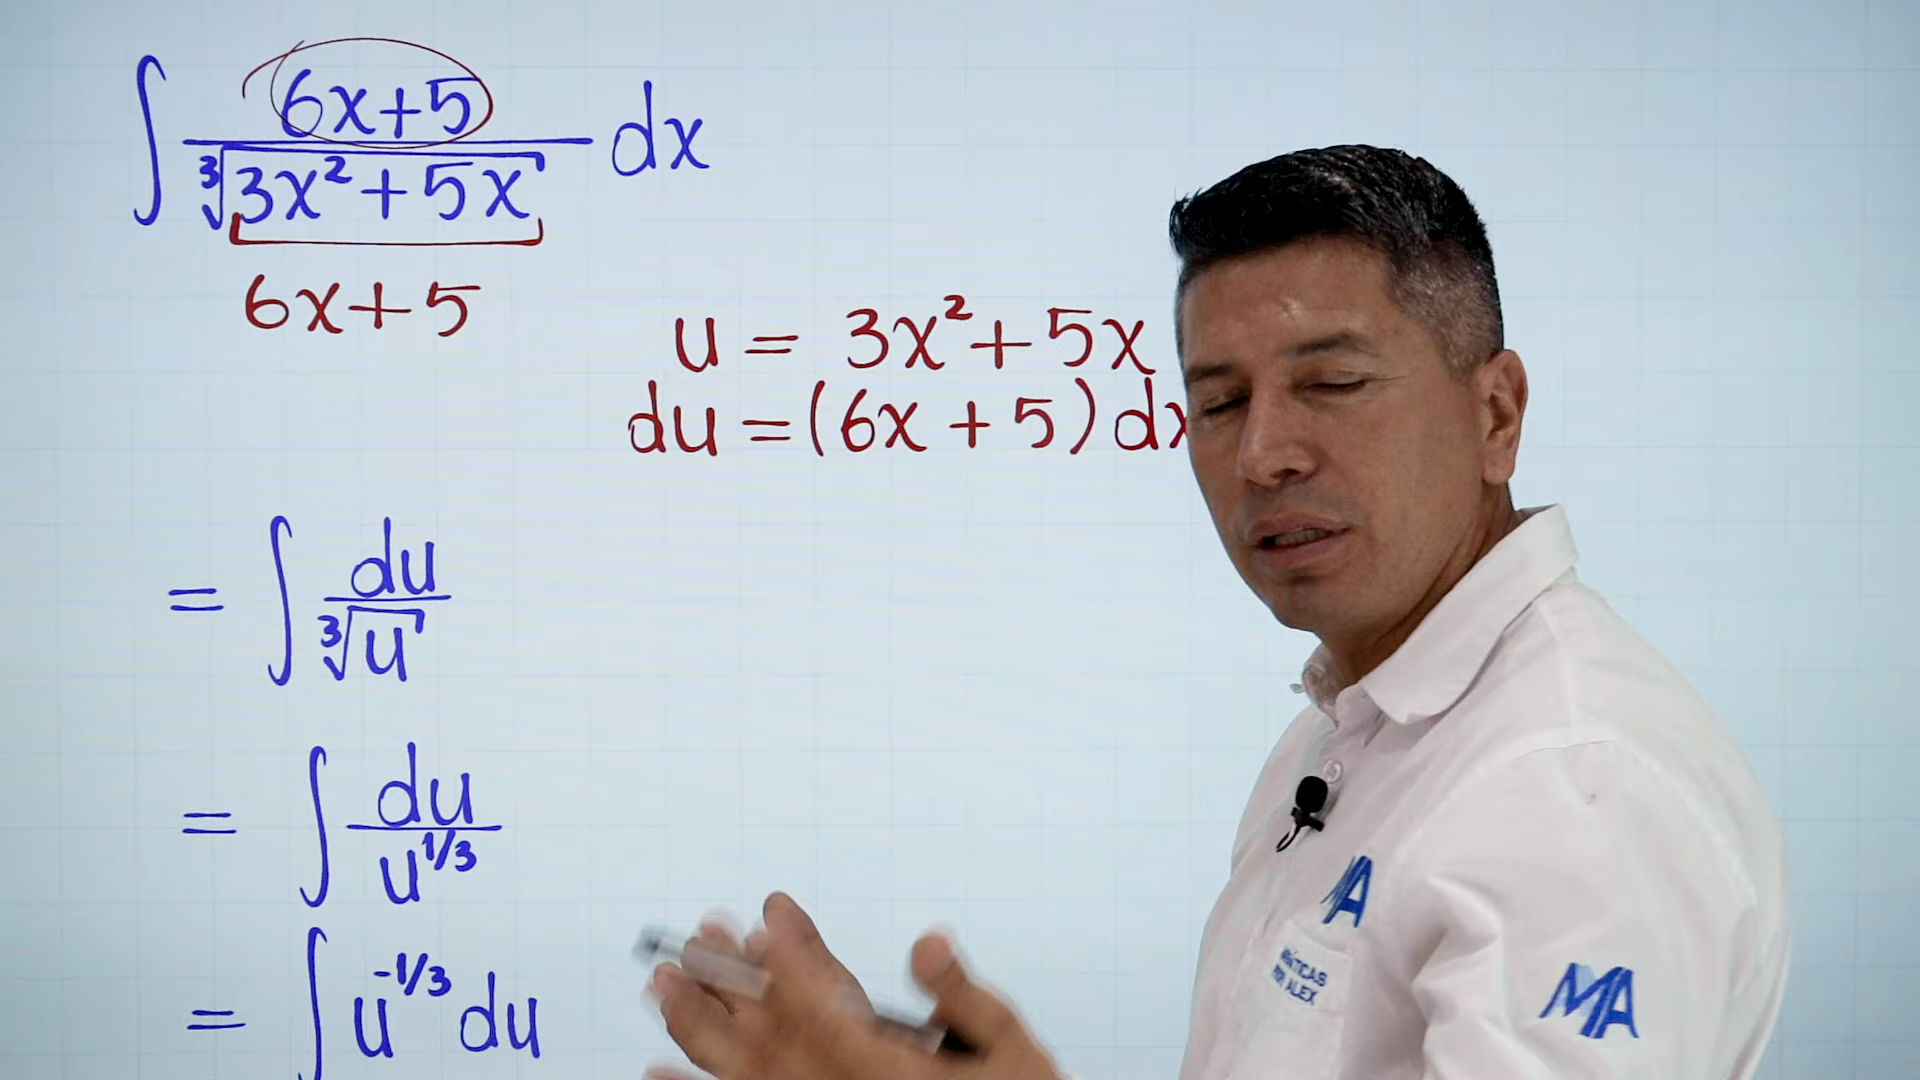 ∫ (6x+5)/∛(3x²+5x) dx
6x+5
u = 3x²+5x
du = (6x+5)dx
= ∫ du/∛u
= ∫ du/u^(1/3)
= ∫ u^(-1/3) du
MA
ALEX
MA